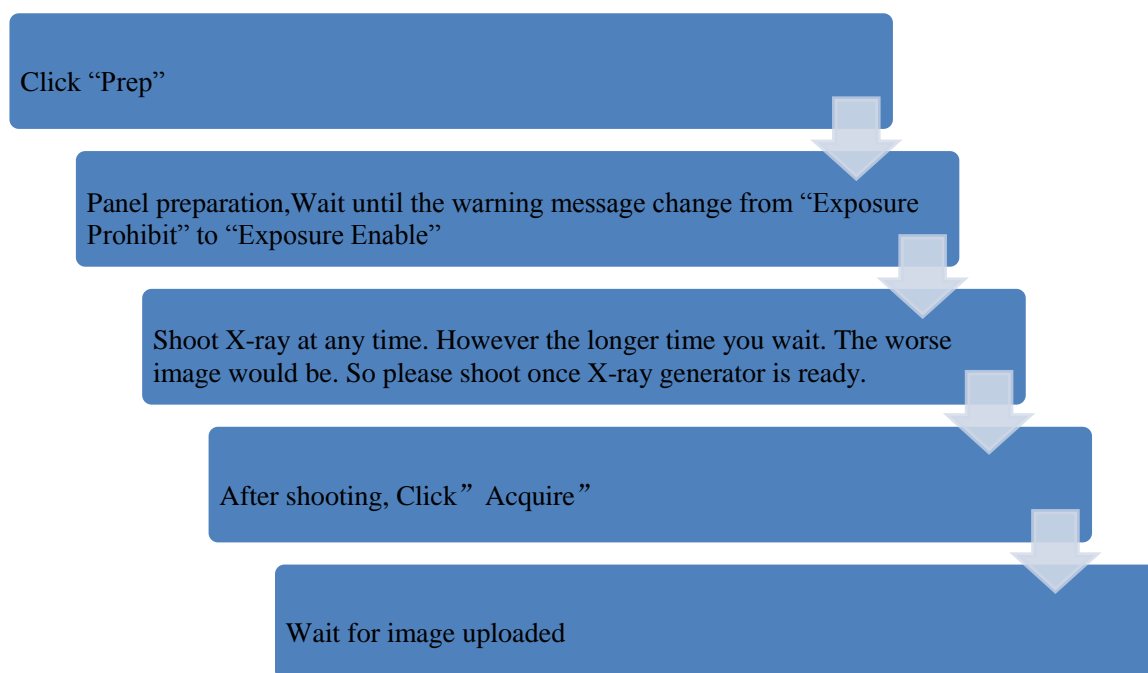 Click “Prep”
Panel preparation,Wait until the warning message change from “Exposure
Prohibit” to “Exposure Enable”
Shoot X-ray at any time. However the longer time you wait. The worse
image would be. So please shoot once X-ray generator is ready.
After shooting, Click” Acquire”
Wait for image uploaded